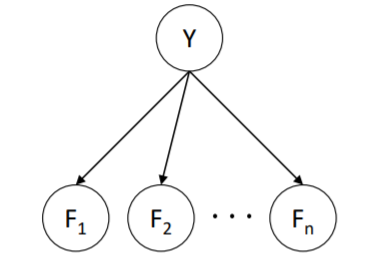 Y
F₁ F₂ · · · Fₙ